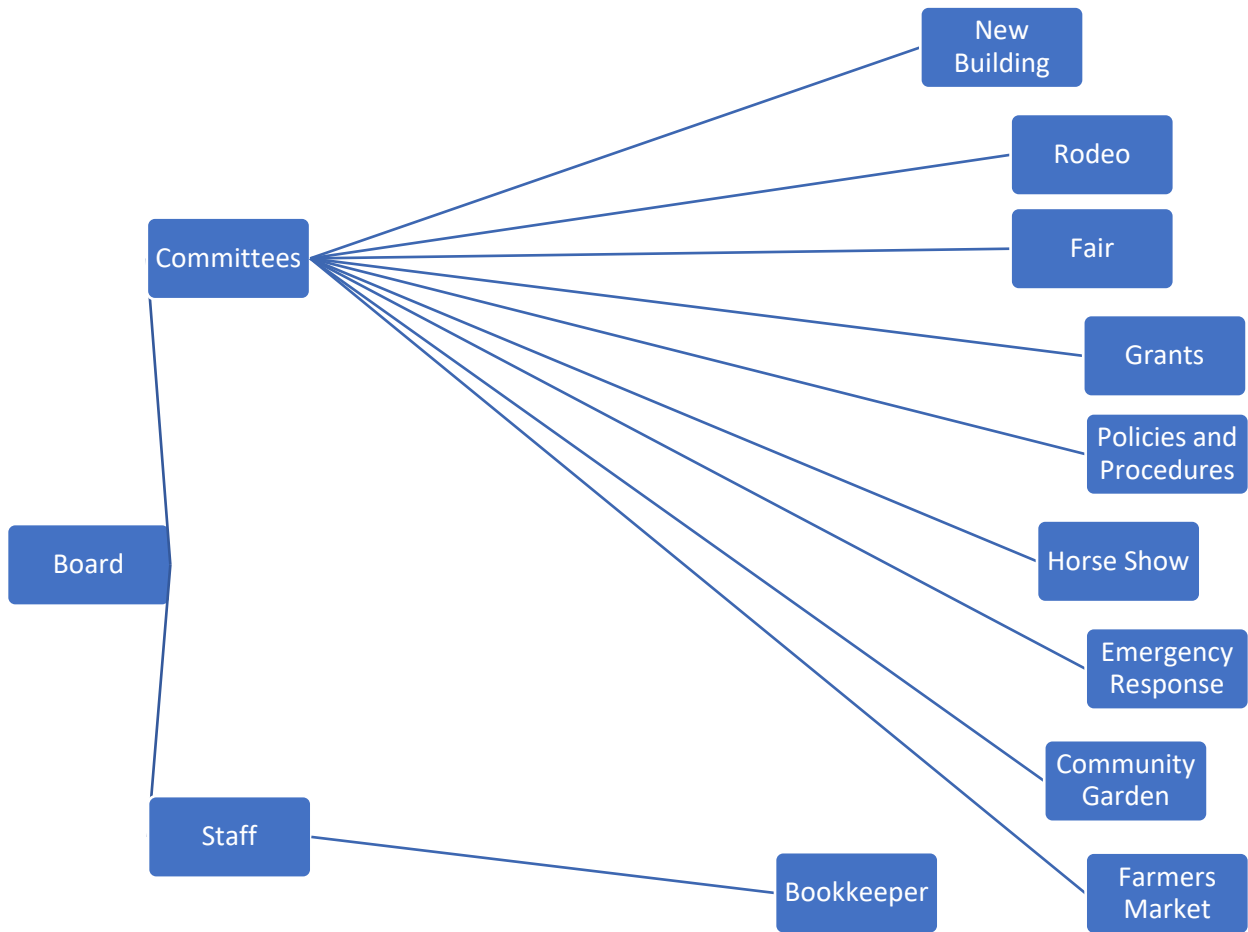 New
Building
Rodeo
Committees
Fair
Grants
Policies and
Procedures
Board
Horse Show
Emergency
Response
Community
Garden
Staff
Bookkeeper
Farmers
Market